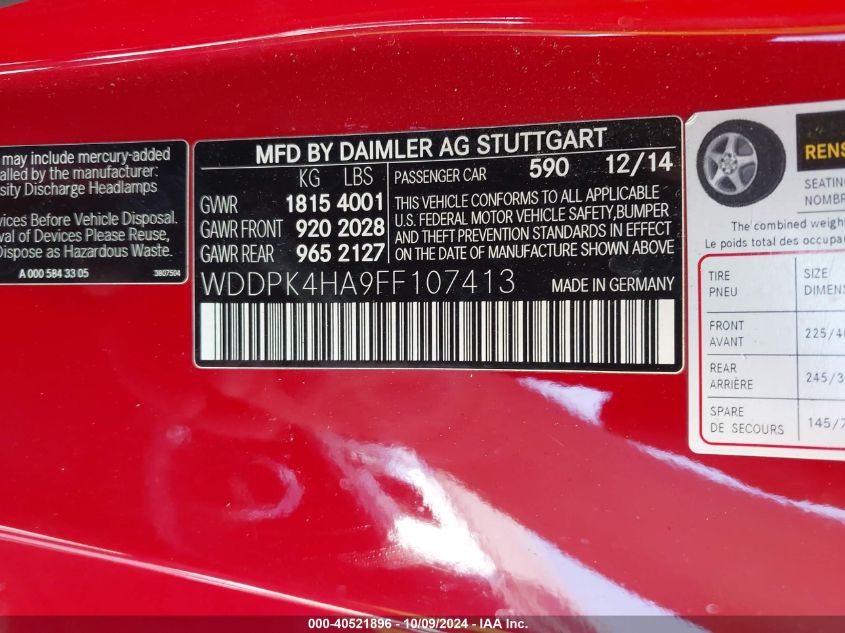 may include mercury-added
alled by the manufacturer:
sity Discharge Headlamps
vices Before Vehicle Disposal.
val of Devices Please Reuse,
Dispose as Hazardous Waste.
A 000 584 33 05
3807504
MFD BY DAIMLER AG STUTTGART
KG LBS
GVWR 1815 4001
GAWR FRONT 920 2028
GAWR REAR 965 2127
PASSENGER CAR 590 12/14
THIS VEHICLE CONFORMS TO ALL APPLICABLE
U.S. FEDERAL MOTOR VEHICLE SAFETY, BUMPER
AND THEFT PREVENTION STANDARDS IN EFFECT
ON THE DATE OF MANUFACTURE SHOWN ABOVE
WDDPK4HA9FF107413 MADE IN GERMANY
RENS
SEATING
NOMBR
The combined weigh
Le poids total des occupa
TIRE SIZE
PNEU DIMENS
FRONT
AVANT
225/40
REAR
ARRIÈRE
245/3
SPARE
DE SECOURS
145/7
000-40521896 - 10/09/2024 - IAA Inc.